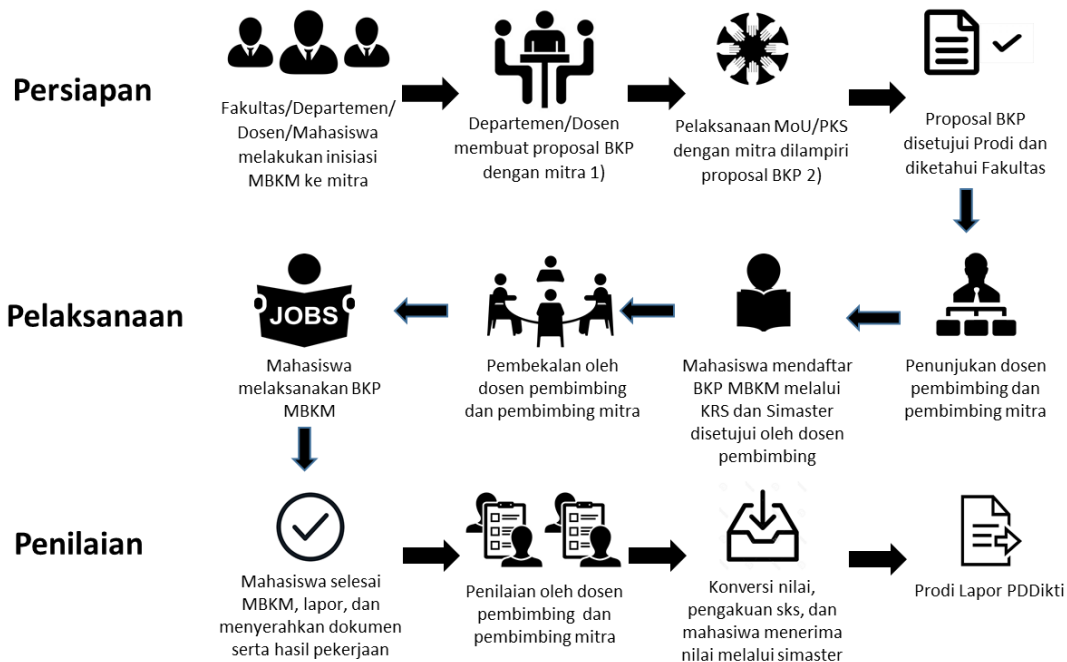 Persiapan
Fakultas/Departemen/
Dosen/Mahasiswa
melakukan inisiasi
MBKM ke mitra
Departemen/Dosen
membuat proposal BKP
dengan mitra 1)
Pelaksanaan MoU/PKS
dengan mitra dilampiri
proposal BKP 2)
Proposal BKP
disetujui Prodi dan
diketahui Fakultas
Pelaksanaan
JOBS
Mahasiswa
melaksanakan BKP
MBKM
Pembekalan oleh
dosen pembimbing
dan pembimbing mitra
Mahasiswa mendaftar
BKP MBKM melalui
KRS dan Simaster
disetujui oleh dosen
pembimbing
Penunjukan dosen
pembimbing dan
pembimbing mitra
Penilaian
Mahasiswa selesai
MBKM, lapor, dan
menyerahkan dokumen
serta hasil pekerjaan
Penilaian oleh dosen
pembimbing dan
pembimbing mitra
Konversi nilai,
pengakuan sks, dan
mahasiwa menerima
nilai melalui simaster
Prodi Lapor PDDikti